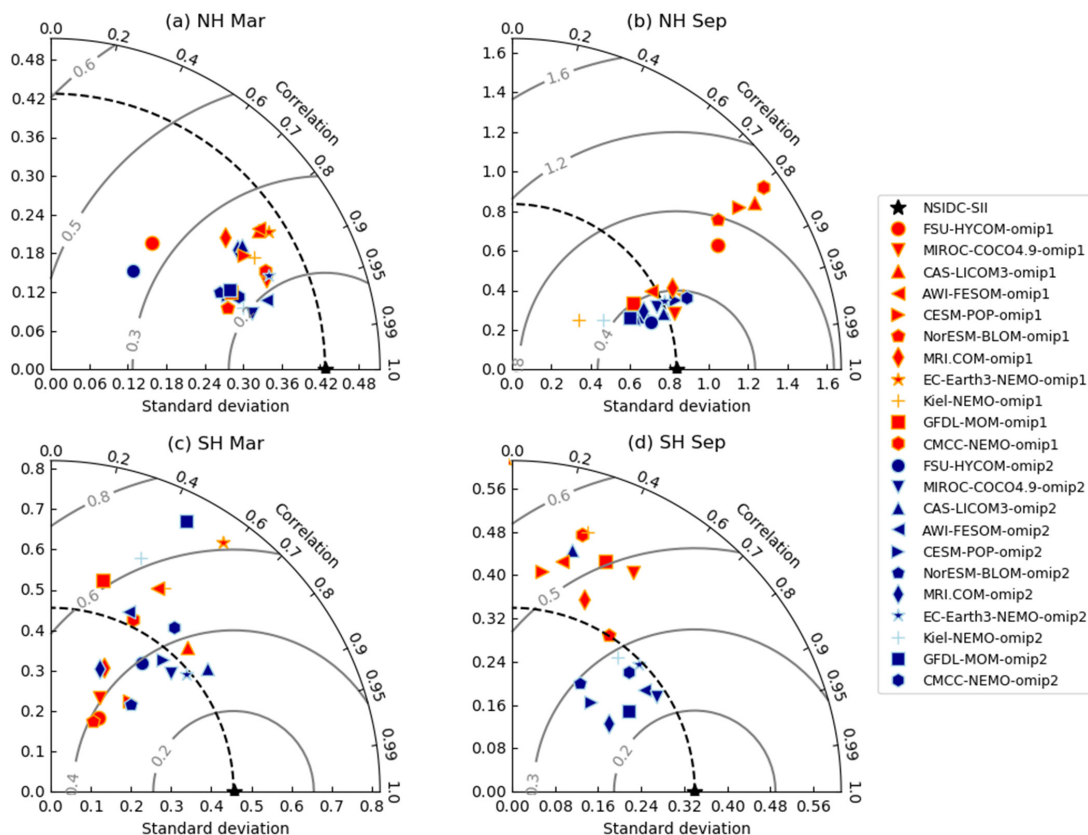 (a) NH Mar
0.0
0.2
0.4
0.6
0.7
0.8
0.9
0.95
0.99
1.0
Correlation
0.48
0.42
0.36
0.30
0.24
0.18
0.12
0.06
0.00
0.6
0.5
0.3
0.2
0.00 0.06 0.12 0.18 0.24 0.30 0.36 0.42 0.48
Standard deviation
(b) NH Sep
0.0
0.2
0.4
0.6
0.7
0.8
0.9
0.95
0.99
1.0
Correlation
1.6
1.4
1.2
1.0
0.8
0.6
0.4
0.2
0.0
1.6
1.2
0.4
0.0 0.2 0.4 0.6 0.8 1.0 1.2 1.4 1.6
Standard deviation
(c) SH Mar
0.0
0.2
0.4
0.6
0.7
0.8
0.9
0.95
0.99
1.0
Correlation
0.8
0.7
0.6
0.5
0.4
0.3
0.2
0.1
0.0
0.8
0.6
0.4
0.2
0.0 0.1 0.2 0.3 0.4 0.5 0.6 0.7 0.8
Standard deviation
(d) SH Sep
0.0
0.2
0.4
0.6
0.7
0.8
0.9
0.95
0.99
1.0
Correlation
0.56
0.48
0.40
0.32
0.24
0.16
0.08
0.00
0.6
0.5
0.3
0.2
0.00 0.08 0.16 0.24 0.32 0.40 0.48 0.56
Standard deviation
NSIDC-SII
FSU-HYCOM-omip1
MIROC-COCO4.9-omip1
CAS-LICOM3-omip1
AWI-FESOM-omip1
CESM-POP-omip1
NorESM-BLOM-omip1
MRI.COM-omip1
EC-Earth3-NEMO-omip1
Kiel-NEMO-omip1
GFDL-MOM-omip1
CMCC-NEMO-omip1
FSU-HYCOM-omip2
MIROC-COCO4.9-omip2
CAS-LICOM3-omip2
AWI-FESOM-omip2
CESM-POP-omip2
NorESM-BLOM-omip2
MRI.COM-omip2
EC-Earth3-NEMO-omip2
Kiel-NEMO-omip2
GFDL-MOM-omip2
CMCC-NEMO-omip2